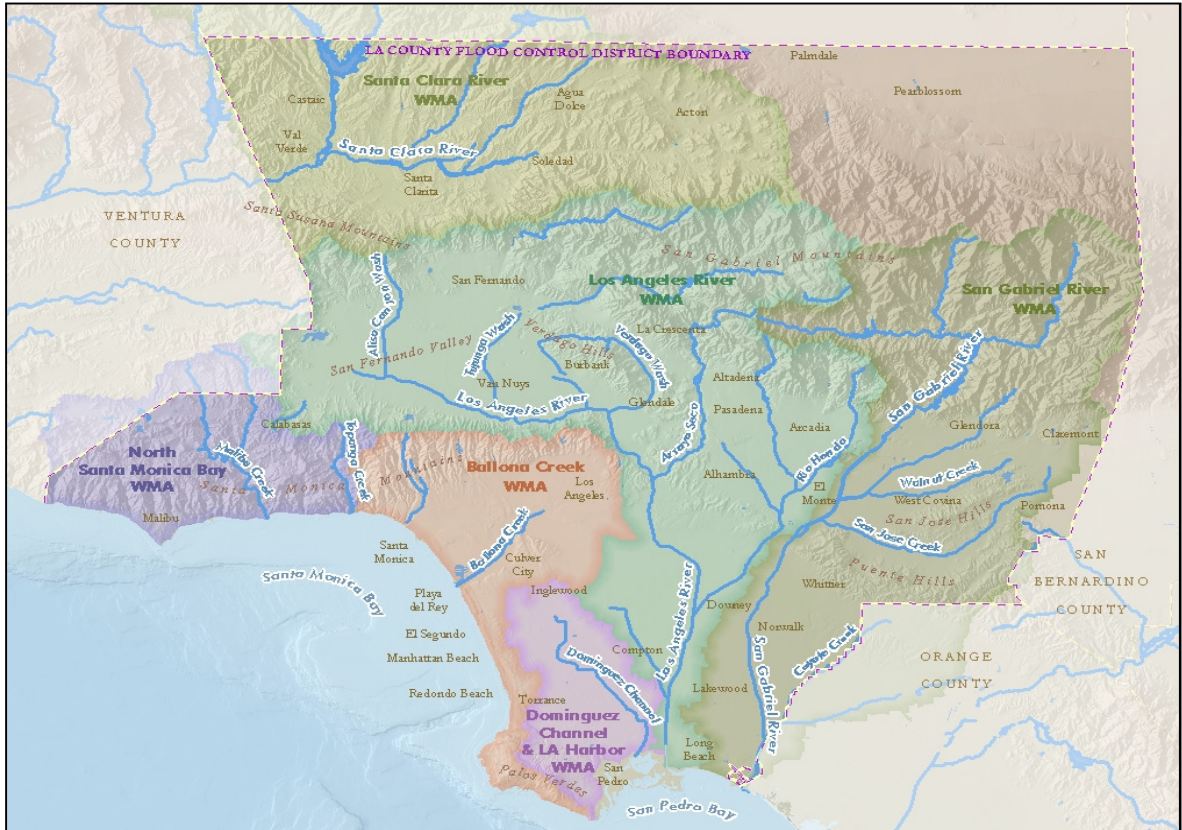 LA COUNTY FLOOD CONTROL DISTRICT BOUNDARY
Palmdale
Santa Clara River
WMA
Castaic
Agua
Dolce
Pearblossom
Acton
Val
Verde
Santa Clara River
Soledad
Santa
Clarita
VENTURA
COUNTY
Santa Susana Mountains
San Gabriel Mountains
San Fernando
Los Angeles River
WMA
San Gabriel River
WMA
Aliso Canyon Wash
Tujunga Wash
Verdugo Hills
Verdugo Wash
La Crescenta
San Fernando Valley
Burbank
Van Nuys
Altadena
San Gabriel River
Los Angeles River
Glendale
Pasadena
Arroyo Seco
Arcadia
Glendora
Claremont
Calabasas
North
Santa Monica Bay
WMA
Malibu Creek
Topanga Creek
Santa Monica Mountains
Ballona Creek
WMA
Los
Angeles
Alhambra
Rio Hondo
El
Monte
Walnut Creek
West Covina
Pomona
San Jose Hills
San Jose Creek
Malibu
Santa
Monica
Ballona Creek
Culver
City
Puente Hills
Whittier
SAN
BERNARDINO
COUNTY
Santa Monica Bay
Playa
del Rey
Inglewood
Los Angeles River
Downey
El Segundo
Norwalk
Manhattan Beach
Compton
Dominguez Channel
San Gabriel River
Coyote Creek
ORANGE
COUNTY
Redondo Beach
Torrance
Lakewood
Dominguez
Channel
& LA Harbor
WMA
Long
Beach
San
Pedro
Palos Verdes
San Pedra Bay